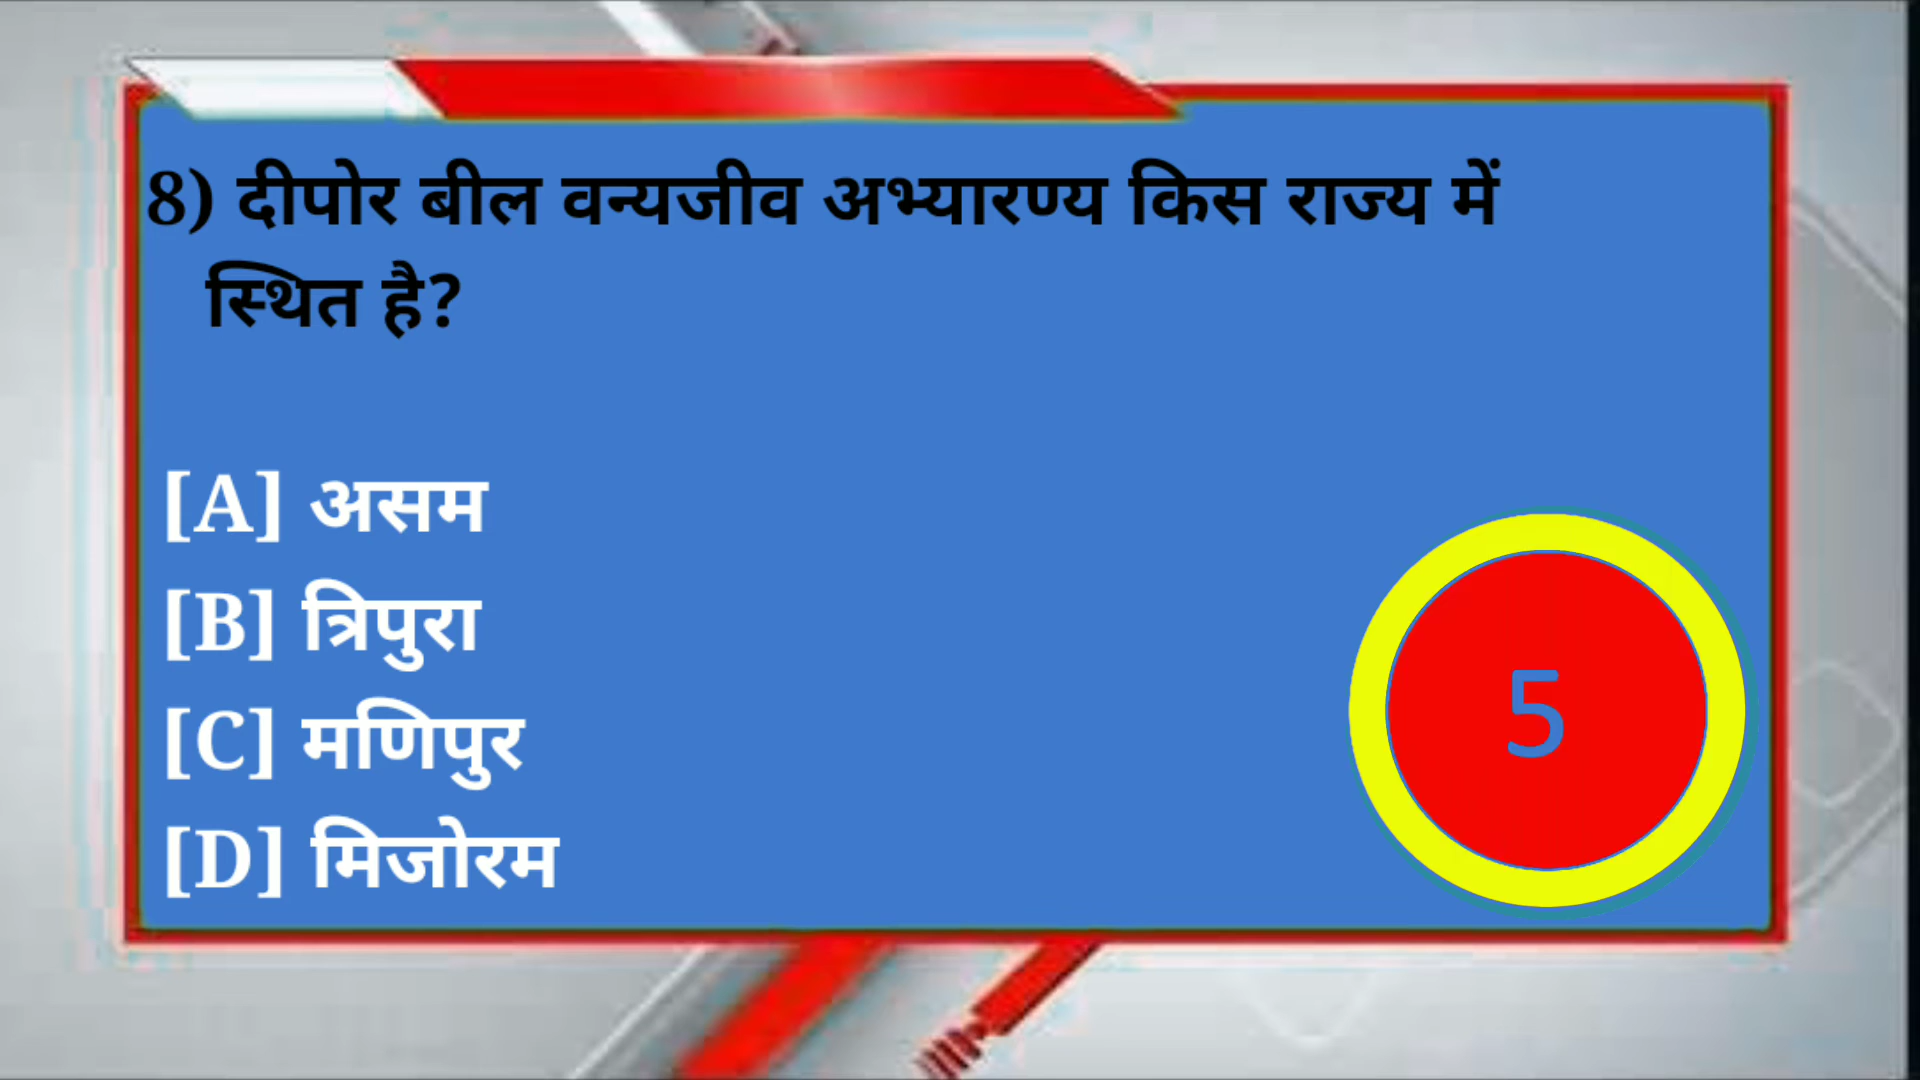 8) दीपोर बील वन्यजीव अभ्यारण्य किस राज्य में
स्थित है?
[A] असम
[B] त्रिपुरा
[C] मणिपुर
[D] मिजोरम
5